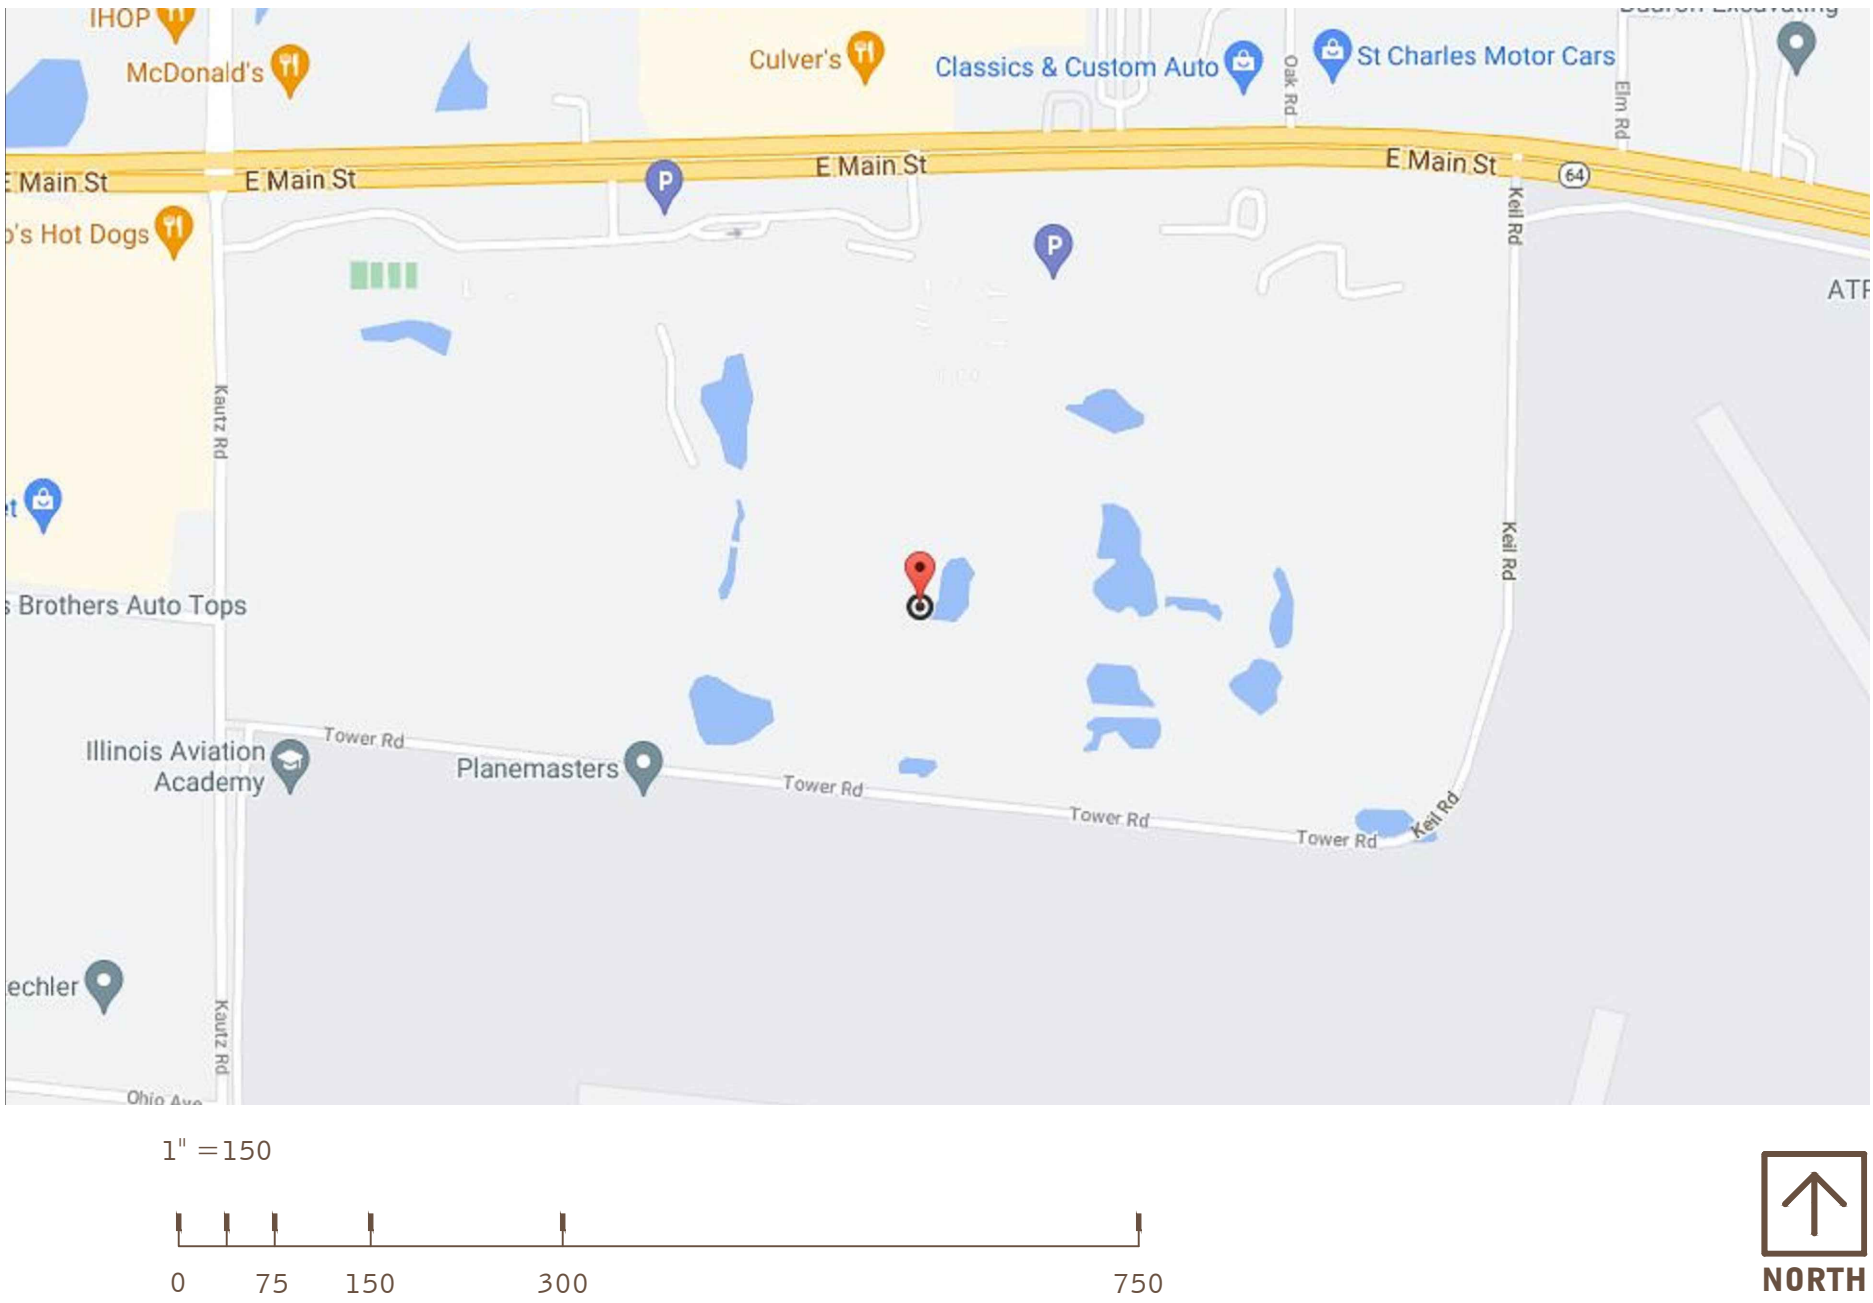 IHOP
McDonald's
Culver's
Classics & Custom Auto
Oak Rd
St Charles Motor Cars
Elm Rd
Excavating
E Main St
E Main St
E Main St
E Main St
64
P
P
Keil Rd
's Hot Dogs
ATP
Kautz Rd
Keil Rd
s Brothers Auto Tops
Illinois Aviation
Academy
Tower Rd
Planemasters
Tower Rd
Tower Rd
Tower Rd
Keil Rd
echler
Kautz Rd
Ohio Ave
1" =150
0 75 150 300 750
NORTH